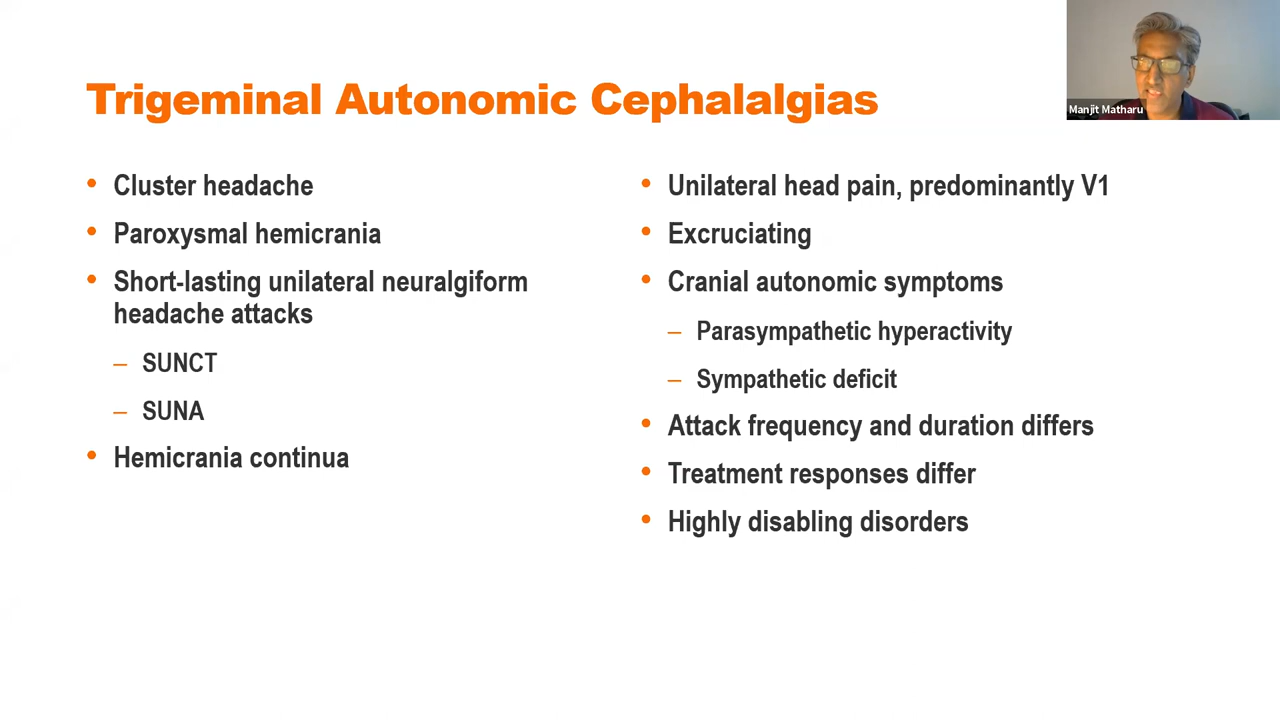 Trigeminal Autonomic Cephalalgias
Manjit Matharu
• Cluster headache
• Paroxysmal hemicrania
• Short-lasting unilateral neuralgiform
headache attacks
– SUNCT
– SUNA
• Hemicrania continua
• Unilateral head pain, predominantly V1
• Excruciating
• Cranial autonomic symptoms
– Parasympathetic hyperactivity
– Sympathetic deficit
• Attack frequency and duration differs
• Treatment responses differ
• Highly disabling disorders